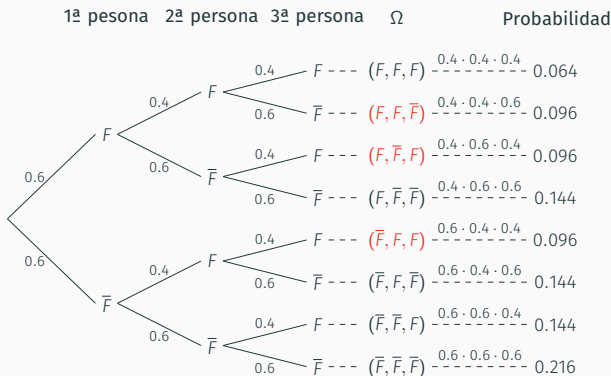 1ª pesona 2ª persona 3ª persona Ω Probabilidad
0.4 F (F, F, F) 0.4 · 0.4 · 0.4 0.064
0.4 F
0.6 F̅ (F, F, F̅) 0.4 · 0.4 · 0.6 0.096
F
0.4 F (F, F̅, F) 0.4 · 0.6 · 0.4 0.096
0.6 0.6 F̅
0.6 F̅ (F, F̅, F̅) 0.4 · 0.6 · 0.6 0.144
0.4 F (F̅, F, F) 0.6 · 0.4 · 0.4 0.096
0.6 0.4 F
0.6 F̅ (F̅, F, F̅) 0.6 · 0.4 · 0.6 0.144
F̅
0.4 F (F̅, F̅, F) 0.6 · 0.6 · 0.4 0.144
0.6 F̅
0.6 F̅ (F̅, F̅, F̅) 0.6 · 0.6 · 0.6 0.216